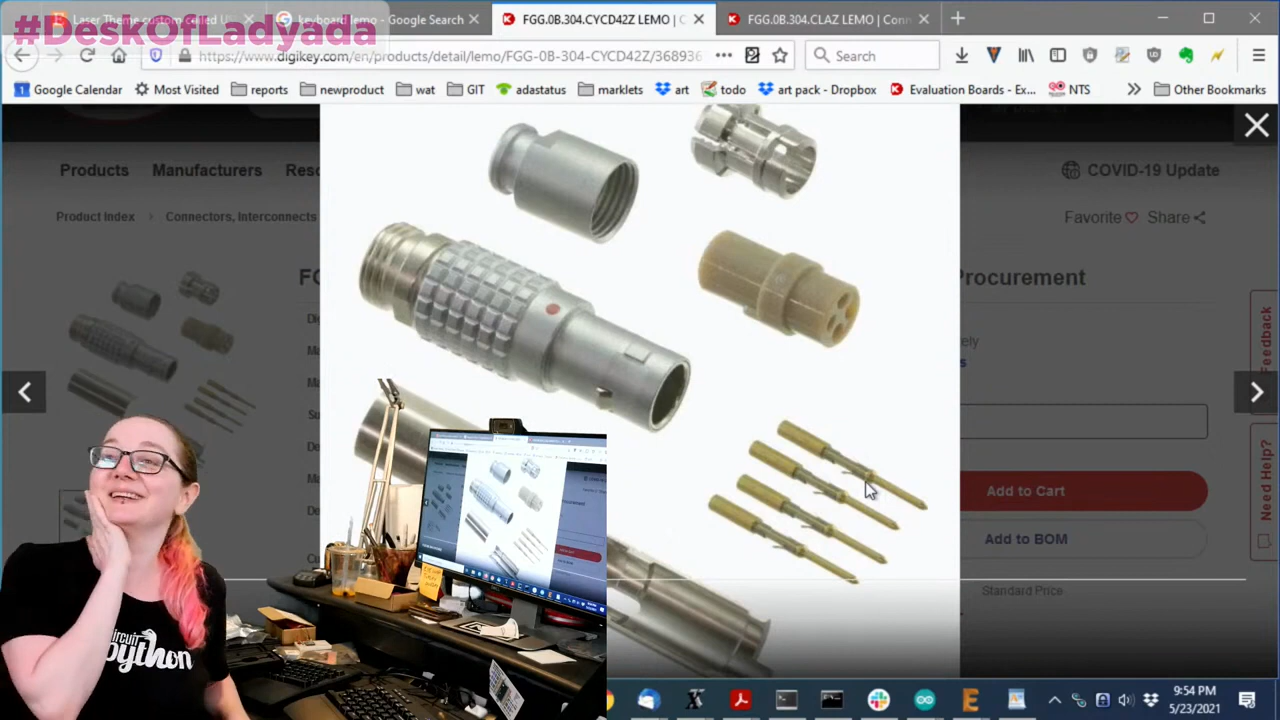 Laser Theme custom coiled U
keyboard lemo - Google Search
FGG.0B.304.CYCD42Z LEMO | C
FGG.0B.304.CLAZ LEMO | Conn
#DeskOfLadyada
https://www.digikey.com/en/products/detail/lemo/FGG-0B-304-CYCD42Z/368936
Search
Google Calendar
Most Visited
reports
newproduct
wat
GIT
adastatus
marklets
art
todo
art pack - Dropbox
Evaluation Boards - Ex...
NTS
Other Bookmarks
Products
Manufacturers
COVID-19 Update
Product Index > Connectors, Interconnects
Favorite
Share
Procurement
Feedback
Need Help?
Add to Cart
Add to BOM
Standard Price
circuit
python
9:54 PM
5/23/2021